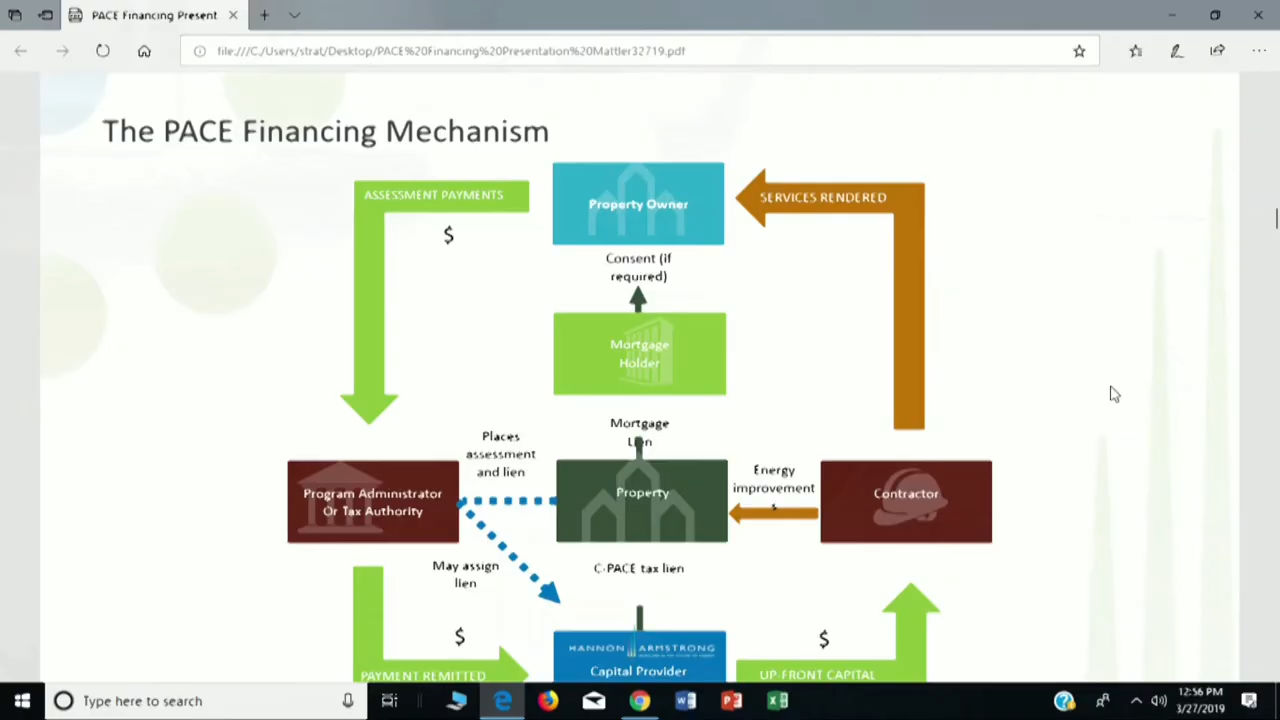 PACE Financing Present
file:///C:/Users/strat/Desktop/PACE%20Financing%20Presentation%20Mattler32719.pdf
The PACE Financing Mechanism
ASSESSMENT PAYMENTS
$
Property Owner
SERVICES RENDERED
Consent (if
required)
Mortgage
Holder
Mortgage
Lien
Places
assessment
and lien
Program Administrator
Or Tax Authority
Property
Energy
improvement
s
Contractor
May assign
lien
C-PACE tax lien
$
$
HANNON ARMSTRONG
Capital Provider
PAYMENT REMITTED
UP-FRONT CAPITAL
Type here to search
12:56 PM
3/27/2019